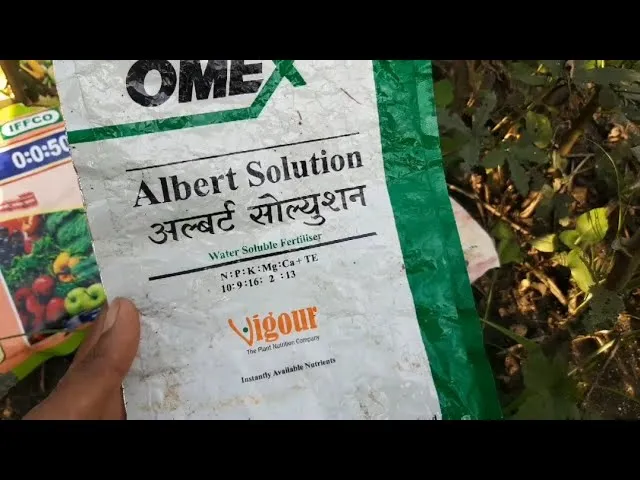 OMEX
IFFCO
0:0:50
Albert Solution
अल्बर्ट सोल्युशन
Water Soluble Fertiliser
N:P:K:Mg:Ca+TE
10:9:16: 2 :13
Vigour
The Plant Nutrition Company
Instantly Available Nutrients